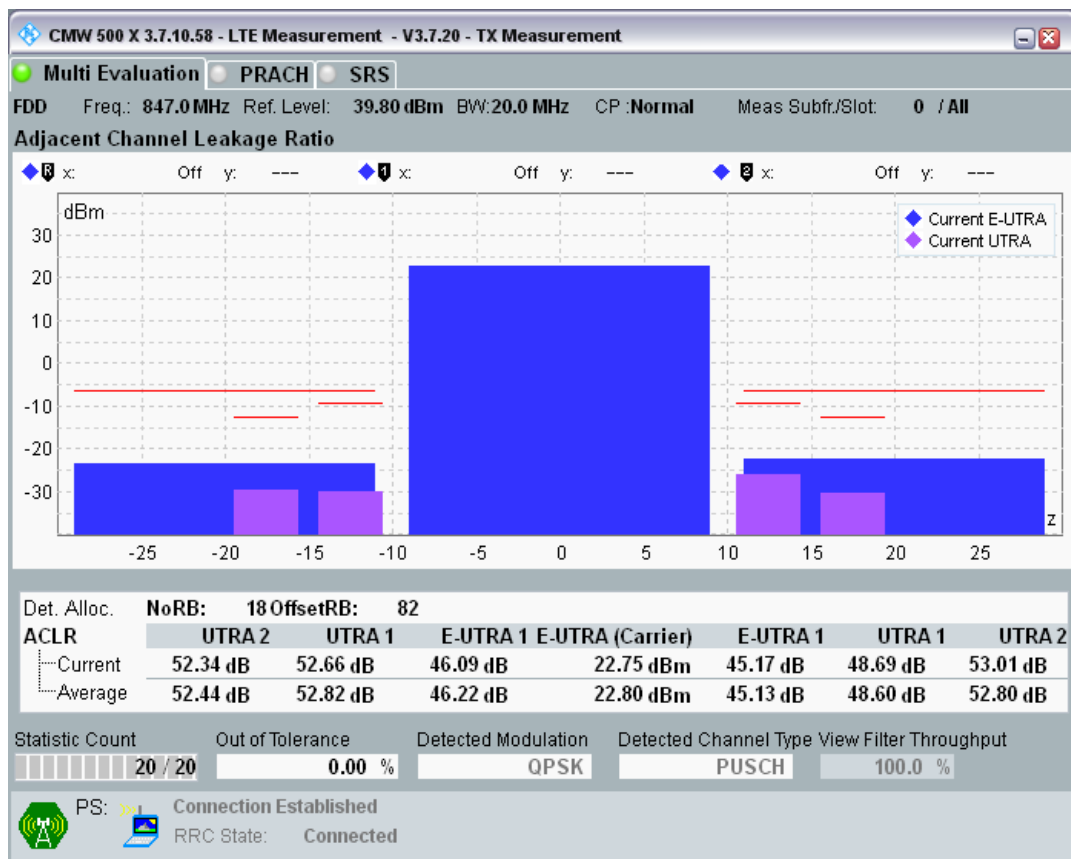 CMW 500 X 3.7.10.58 - LTE Measurement - V3.7.20 - TX Measurement
Multi Evaluation PRACH SRS
FDD Freq.: 847.0 MHz Ref. Level: 39.80 dBm BW:20.0 MHz CP :Normal Meas Subfr./Slot: 0 / All
Adjacent Channel Leakage Ratio
R x: Off y: --- 1 x: Off y: --- 2 x: Off y: ---
dBm
Current E-UTRA
Current UTRA
30
20
10
0
-10
-20
-30
z
-25 -20 -15 -10 -5 0 5 10 15 20 25
Det. Alloc. NoRB: 18 OffsetRB: 82
ACLR UTRA 2 UTRA 1 E-UTRA 1 E-UTRA (Carrier) E-UTRA 1 UTRA 1 UTRA 2
Current 52.34 dB 52.66 dB 46.09 dB 22.75 dBm 45.17 dB 48.69 dB 53.01 dB
Average 52.44 dB 52.82 dB 46.22 dB 22.80 dBm 45.13 dB 48.60 dB 52.80 dB
Statistic Count Out of Tolerance Detected Modulation Detected Channel Type View Filter Throughput
20 / 20 0.00 % QPSK PUSCH 100.0 %
PS: Connection Established
RRC State: Connected